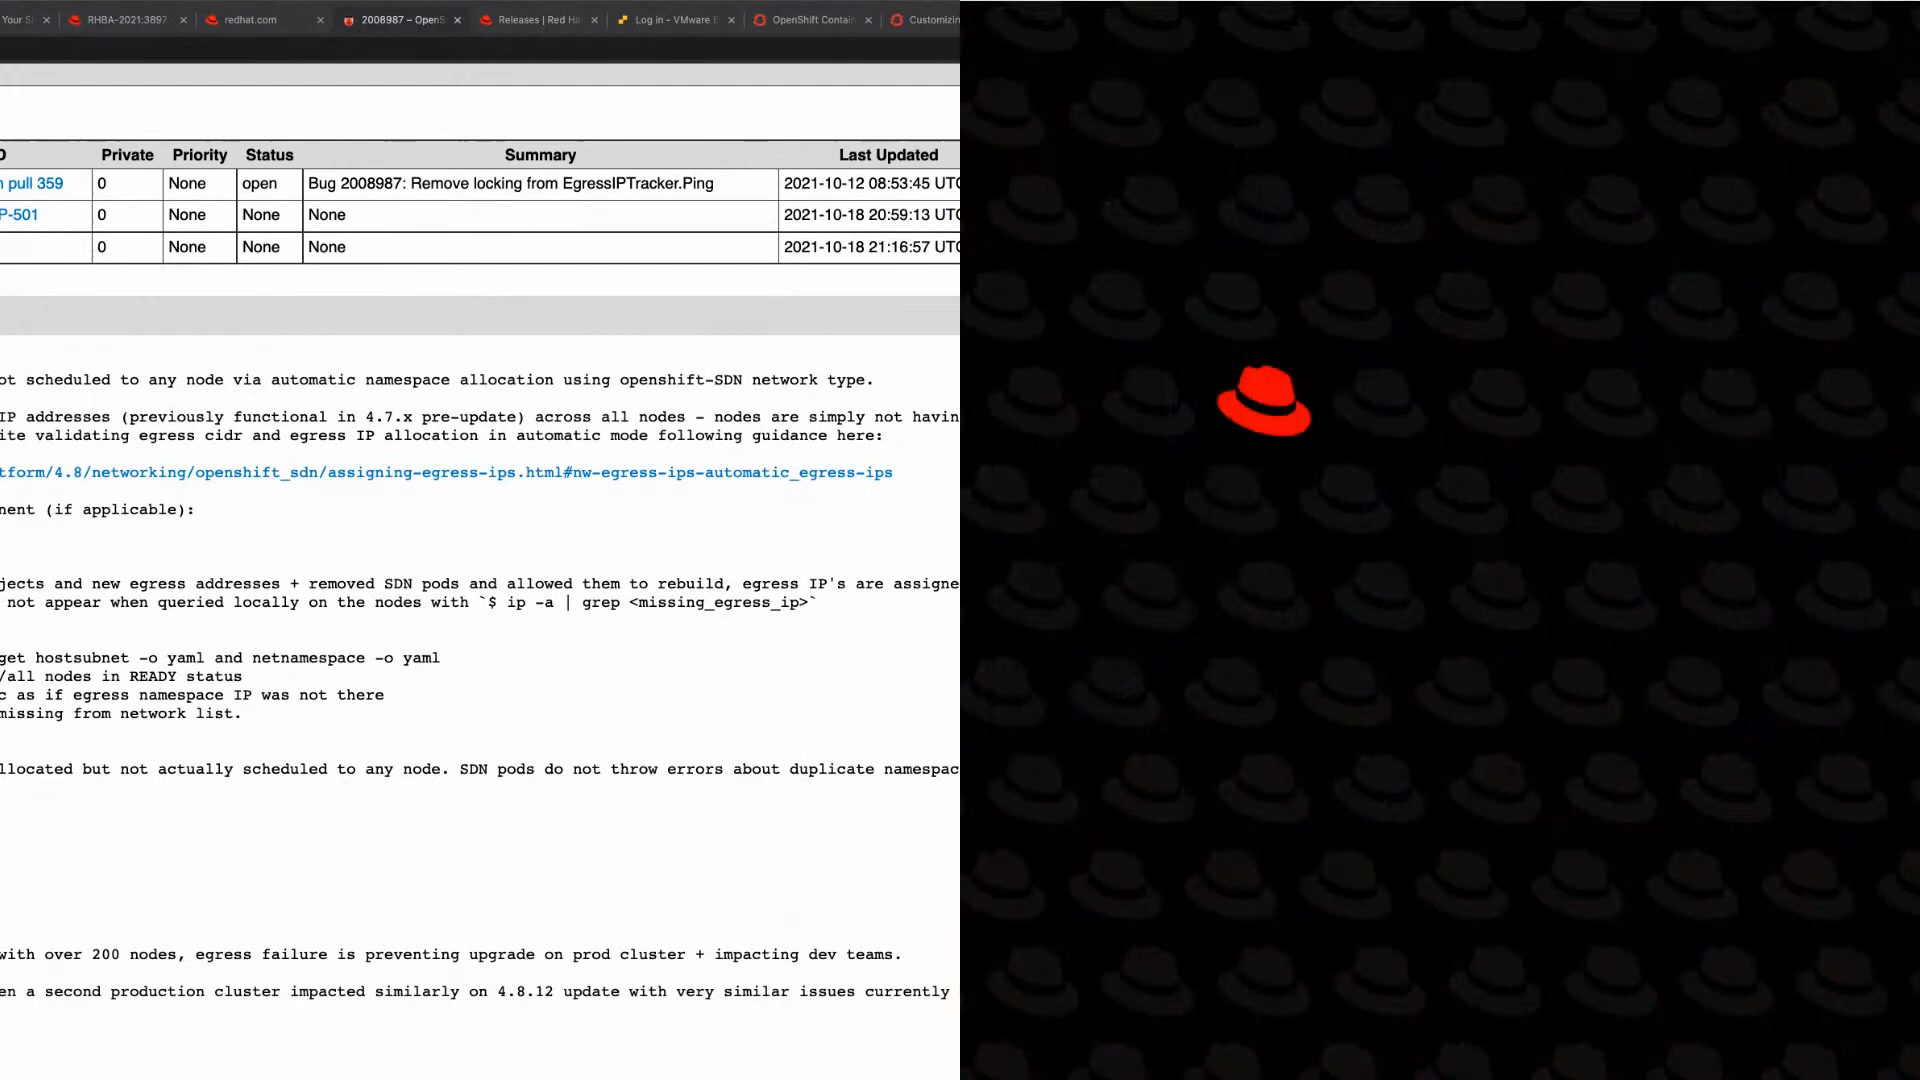 Your Si
RHBA-2021:3897
redhat.com
2008987 – OpenS
Releases | Red Ha
Log in - VMware
OpenShift Contain
Customizin
Private Priority Status Summary Last Updated
pull 359 0 None open Bug 2008987: Remove locking from EgressIPTracker.Ping 2021-10-12 08:53:45 UTC
P-501 0 None None None 2021-10-18 20:59:13 UTC
0 None None None 2021-10-18 21:16:57 UTC
ot scheduled to any node via automatic namespace allocation using openshift-SDN network type.
IP addresses (previously functional in 4.7.x pre-update) across all nodes - nodes are simply not havin
ite validating egress cidr and egress IP allocation in automatic mode following guidance here:
tform/4.8/networking/openshift_sdn/assigning-egress-ips.html#nw-egress-ips-automatic_egress-ips
nent (if applicable):
jects and new egress addresses + removed SDN pods and allowed them to rebuild, egress IP's are assigne
not appear when queried locally on the nodes with `$ ip -a | grep <missing_egress_ip>`
get hostsubnet -o yaml and netnamespace -o yaml
/all nodes in READY status
c as if egress namespace IP was not there
missing from network list.
llocated but not actually scheduled to any node. SDN pods do not throw errors about duplicate namespac
with over 200 nodes, egress failure is preventing upgrade on prod cluster + impacting dev teams.
en a second production cluster impacted similarly on 4.8.12 update with very similar issues currently